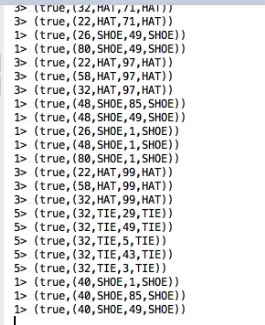 3> (true,(32,HAT,71,HAT))
3> (true,(22,HAT,71,HAT))
1> (true,(26,SHOE,49,SHOE))
1> (true,(80,SHOE,49,SHOE))
3> (true,(22,HAT,97,HAT))
3> (true,(58,HAT,97,HAT))
3> (true,(32,HAT,97,HAT))
1> (true,(48,SHOE,85,SHOE))
1> (true,(48,SHOE,49,SHOE))
1> (true,(26,SHOE,1,SHOE))
1> (true,(48,SHOE,1,SHOE))
1> (true,(80,SHOE,1,SHOE))
3> (true,(22,HAT,99,HAT))
3> (true,(58,HAT,99,HAT))
3> (true,(32,HAT,99,HAT))
5> (true,(32,TIE,29,TIE))
5> (true,(32,TIE,49,TIE))
5> (true,(32,TIE,5,TIE))
5> (true,(32,TIE,43,TIE))
5> (true,(32,TIE,3,TIE))
1> (true,(40,SHOE,1,SHOE))
1> (true,(40,SHOE,85,SHOE))
1> (true,(40,SHOE,49,SHOE))